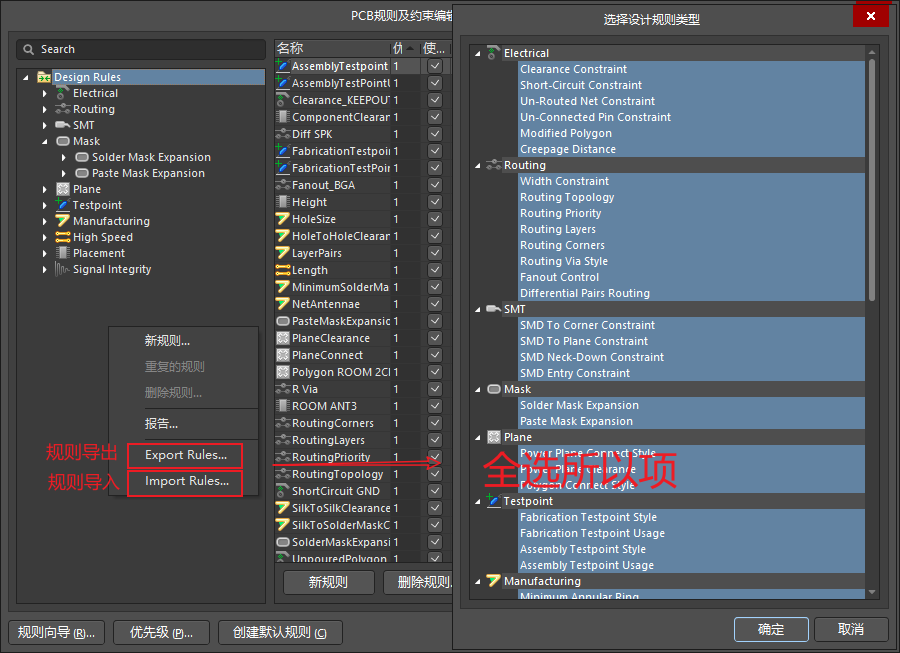 PCB规则及约束编辑
Search
Design Rules
Electrical
Routing
SMT
Mask
Solder Mask Expansion
Paste Mask Expansion
Plane
Testpoint
Manufacturing
High Speed
Placement
Signal Integrity
新规则...
重复的规则
删除规则...
报告...
Export Rules...
Import Rules...
规则导出
规则导入
名称 优 使...
AssemblyTestpoint 1
AssemblyTestPointU 1
Clearance_KEEPOUT 1
ComponentClearan 1
Diff SPK 1
FabricationTestpoin 1
FabricationTestPoin 1
Fanout_BGA 1
Height 1
HoleSize 1
HoleToHoleClearan 1
LayerPairs 1
Length 1
MinimumSolderMa 1
NetAntennae 1
PasteMaskExpansio 1
PlaneClearance 1
PlaneConnect 1
Polygon ROOM 2CH 1
R Via 1
ROOM ANT3 1
RoutingCorners 1
RoutingLayers 1
RoutingPriority 1
RoutingTopology 1
ShortCircuit GND 1
SilkToSilkClearance 1
SilkToSolderMaskC 1
SolderMaskExpansi 1
UnpouredPolygon 1
新规则
删除规则
规则向导 (R)...
优先级 (P)...
创建默认规则 (C)
选择设计规则类型
Electrical
Clearance Constraint
Short-Circuit Constraint
Un-Routed Net Constraint
Un-Connected Pin Constraint
Modified Polygon
Creepage Distance
Routing
Width Constraint
Routing Topology
Routing Priority
Routing Layers
Routing Corners
Routing Via Style
Fanout Control
Differential Pairs Routing
SMT
SMD To Corner Constraint
SMD To Plane Constraint
SMD Neck-Down Constraint
SMD Entry Constraint
Mask
Solder Mask Expansion
Paste Mask Expansion
Plane
Power Plane Connect Style
Power Plane Clearance
Polygon Connect Style
全选所以项
Testpoint
Fabrication Testpoint Style
Fabrication Testpoint Usage
Assembly Testpoint Style
Assembly Testpoint Usage
Manufacturing
Minimum Annular Ring
确定
取消